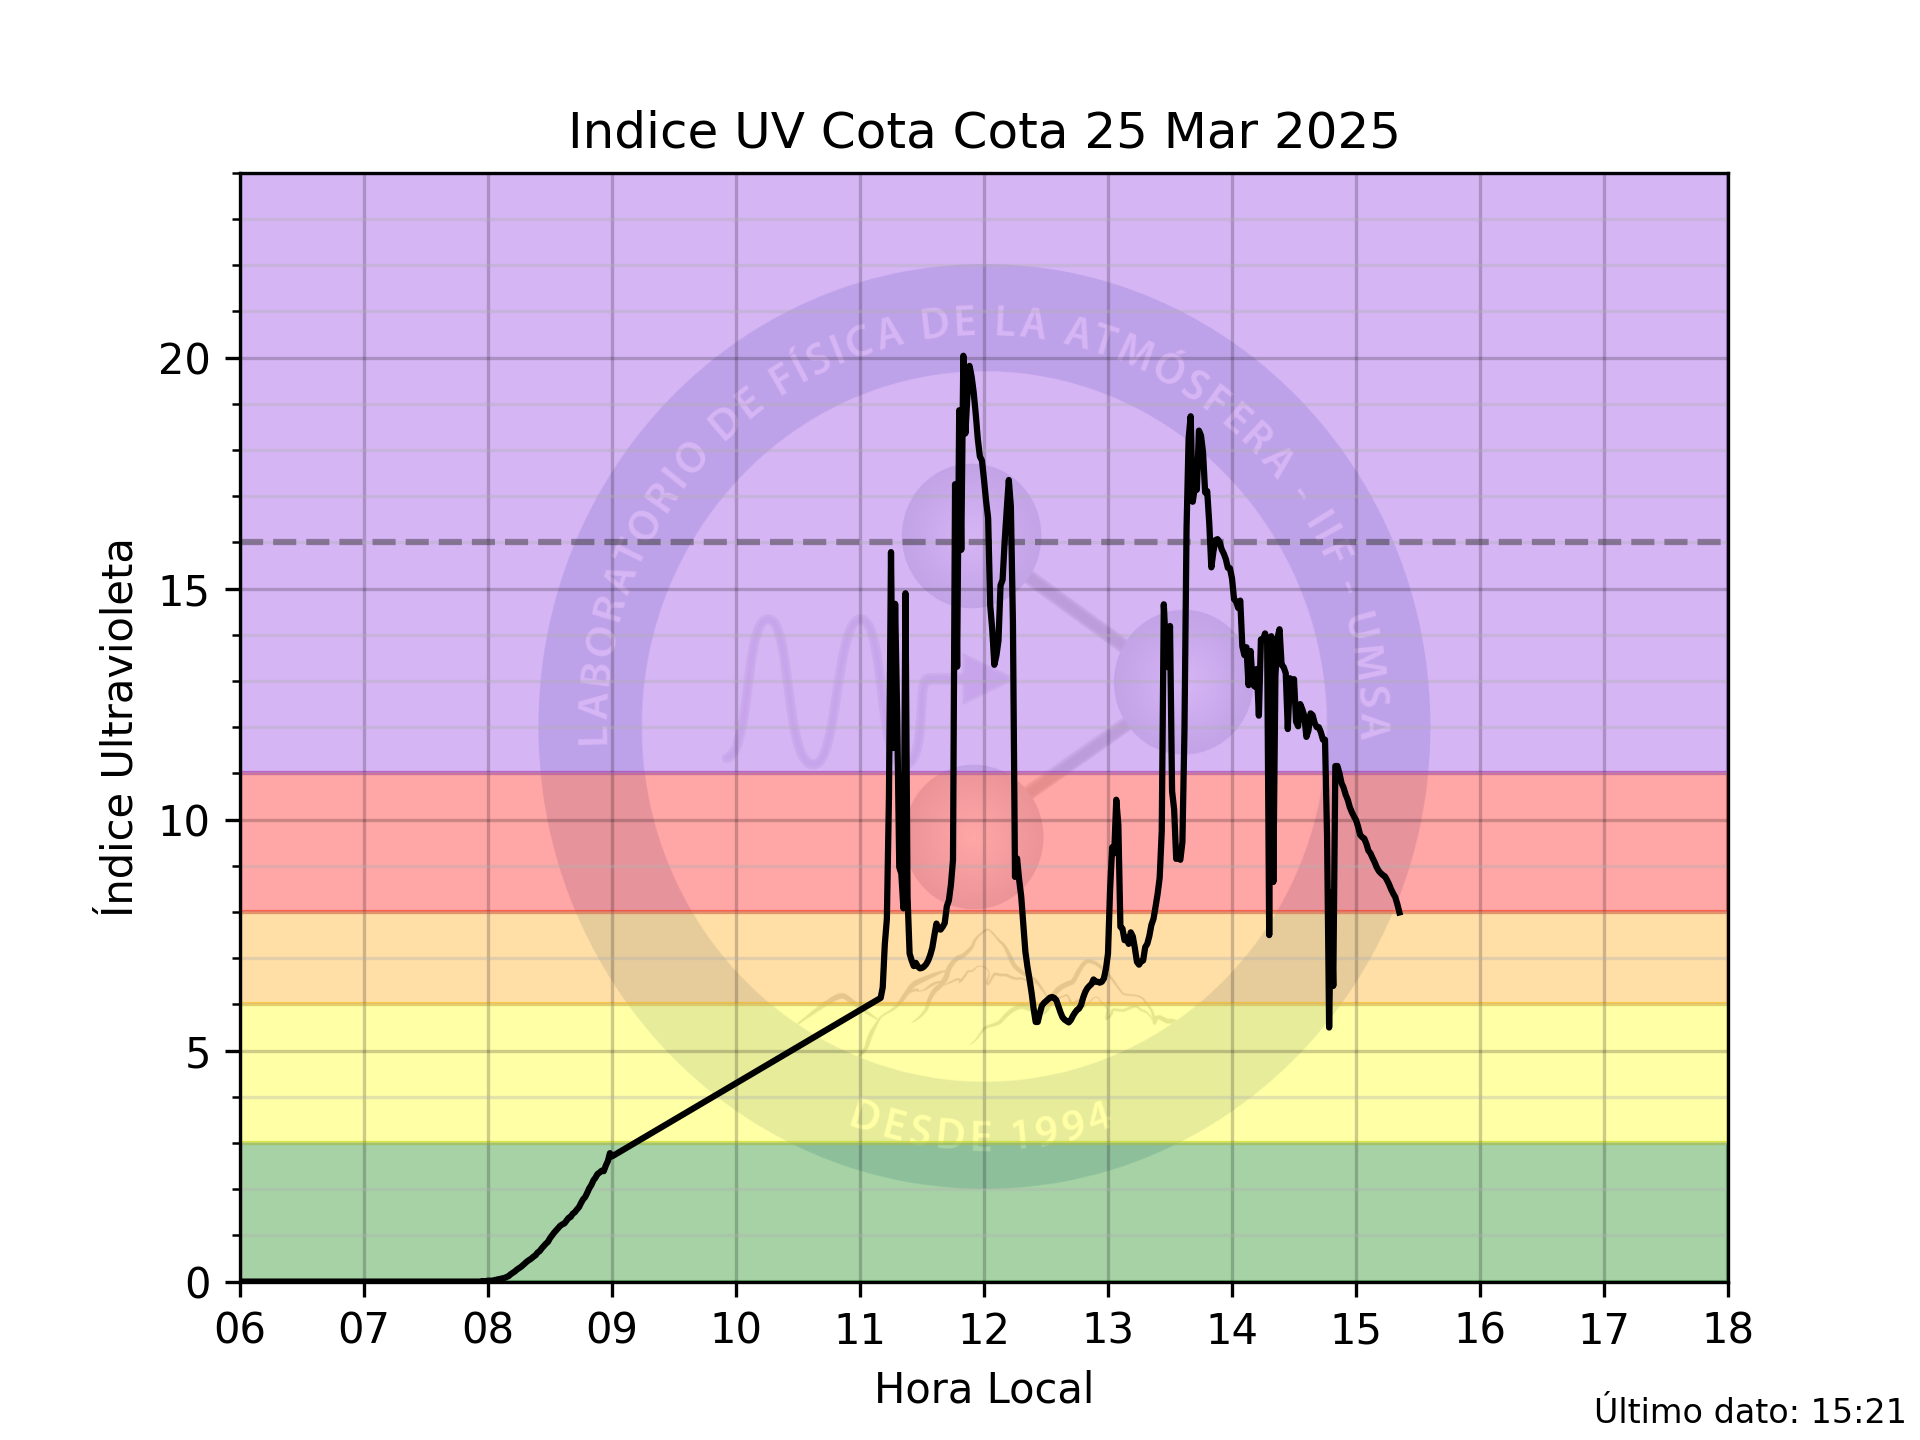 Indice UV Cota Cota 25 Mar 2025
Índice Ultravioleta
20
15
10
5
0
LABORATORIO DE FÍSICA DE LA ATMÓSFERA - IIF - UMSA
DESDE 1994
06 07 08 09 10 11 12 13 14 15 16 17 18
Hora Local
Último dato: 15:21